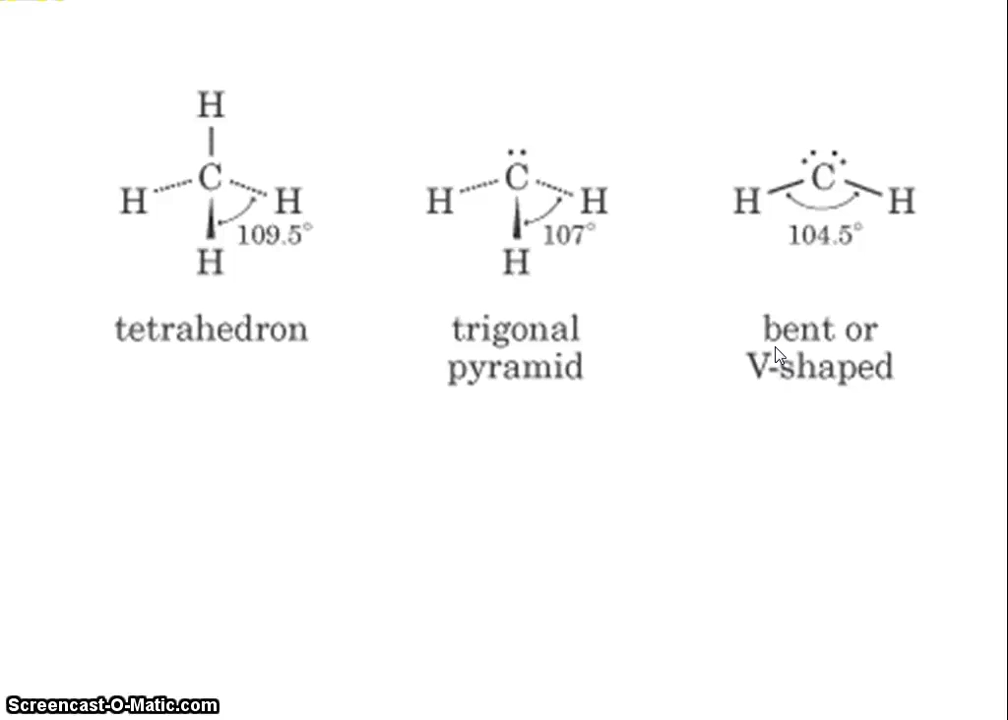 H
C
H
H
109.5°
H
tetrahedron
C
H
H
107°
H
trigonal
pyramid
C
H
H
104.5°
bent or
V-shaped
Screencast-O-Matic.com